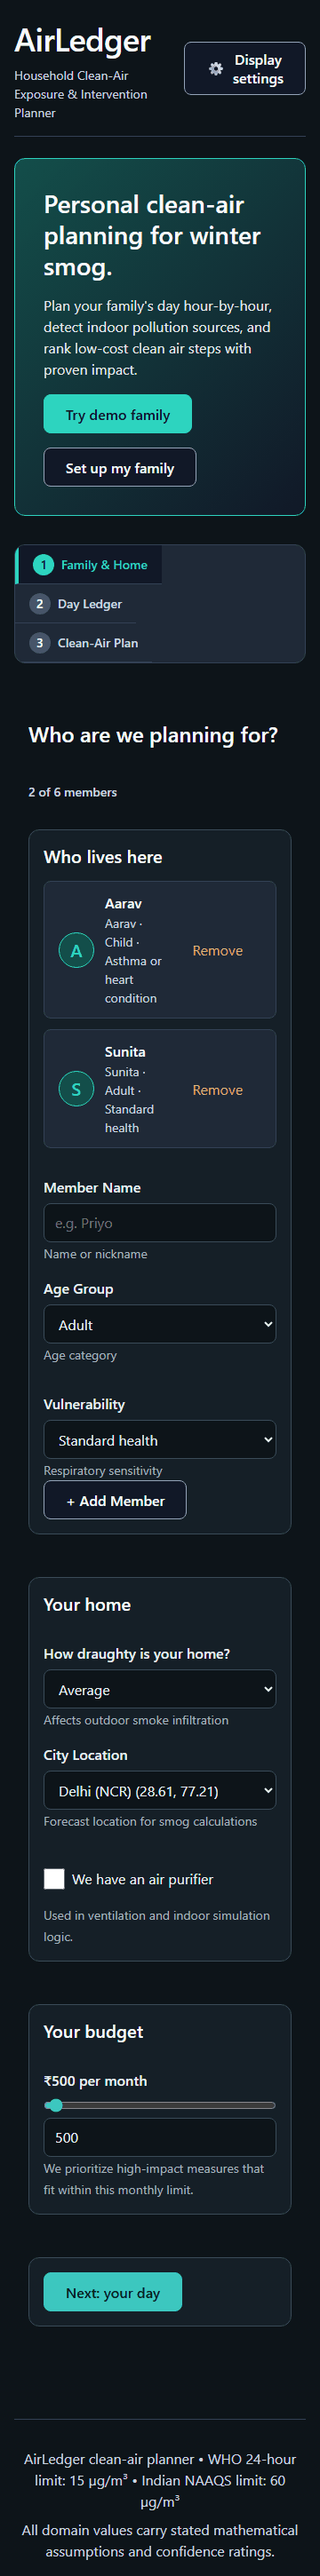 AirLedger
Household Clean-Air
Exposure & Intervention
Planner
Display
settings
Personal clean-air
planning for winter
smog.
Plan your family's day hour-by-hour,
detect indoor pollution sources, and
rank low-cost clean air steps with
proven impact.
Try demo family
Set up my family
1 Family & Home
2 Day Ledger
3 Clean-Air Plan
Who are we planning for?
2 of 6 members
Who lives here
A
Aarav
Aarav ·
Child ·
Asthma or
heart
condition
Remove
S
Sunita
Sunita ·
Adult ·
Standard
health
Remove
Member Name
e.g. Priyo
Name or nickname
Age Group
Adult
Age category
Vulnerability
Standard health
Respiratory sensitivity
+ Add Member
Your home
How draughty is your home?
Average
Affects outdoor smoke infiltration
City Location
Delhi (NCR) (28.61, 77.21)
Forecast location for smog calculations
We have an air purifier
Used in ventilation and indoor simulation
logic.
Your budget
₹500 per month
500
We prioritize high-impact measures that
fit within this monthly limit.
Next: your day
AirLedger clean-air planner • WHO 24-hour
limit: 15 µg/m³ • Indian NAAQS limit: 60
µg/m³
All domain values carry stated mathematical
assumptions and confidence ratings.